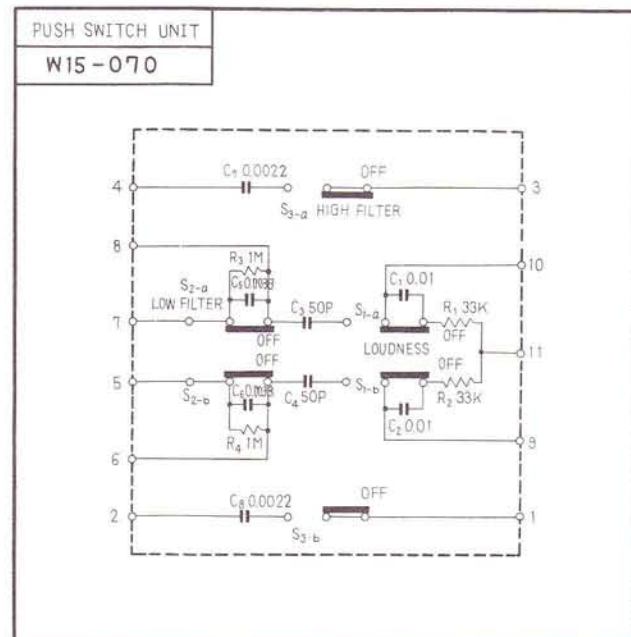 PUSH SWITCH UNIT
W15-070
4
C7 0.0022
OFF
3
S3-a HIGH FILTER
8
R3 1M
10
S2-a
C1 0.01
LOW FILTER
C3 50P
S1-a
R1 33K
7
OFF
OFF
LOUDNESS
11
OFF
OFF
5
S2-b
C4 50P
S1-b
R2 33K
C2 0.01
R4 1M
9
6
OFF
C8 0.0022
2
1
S3-b